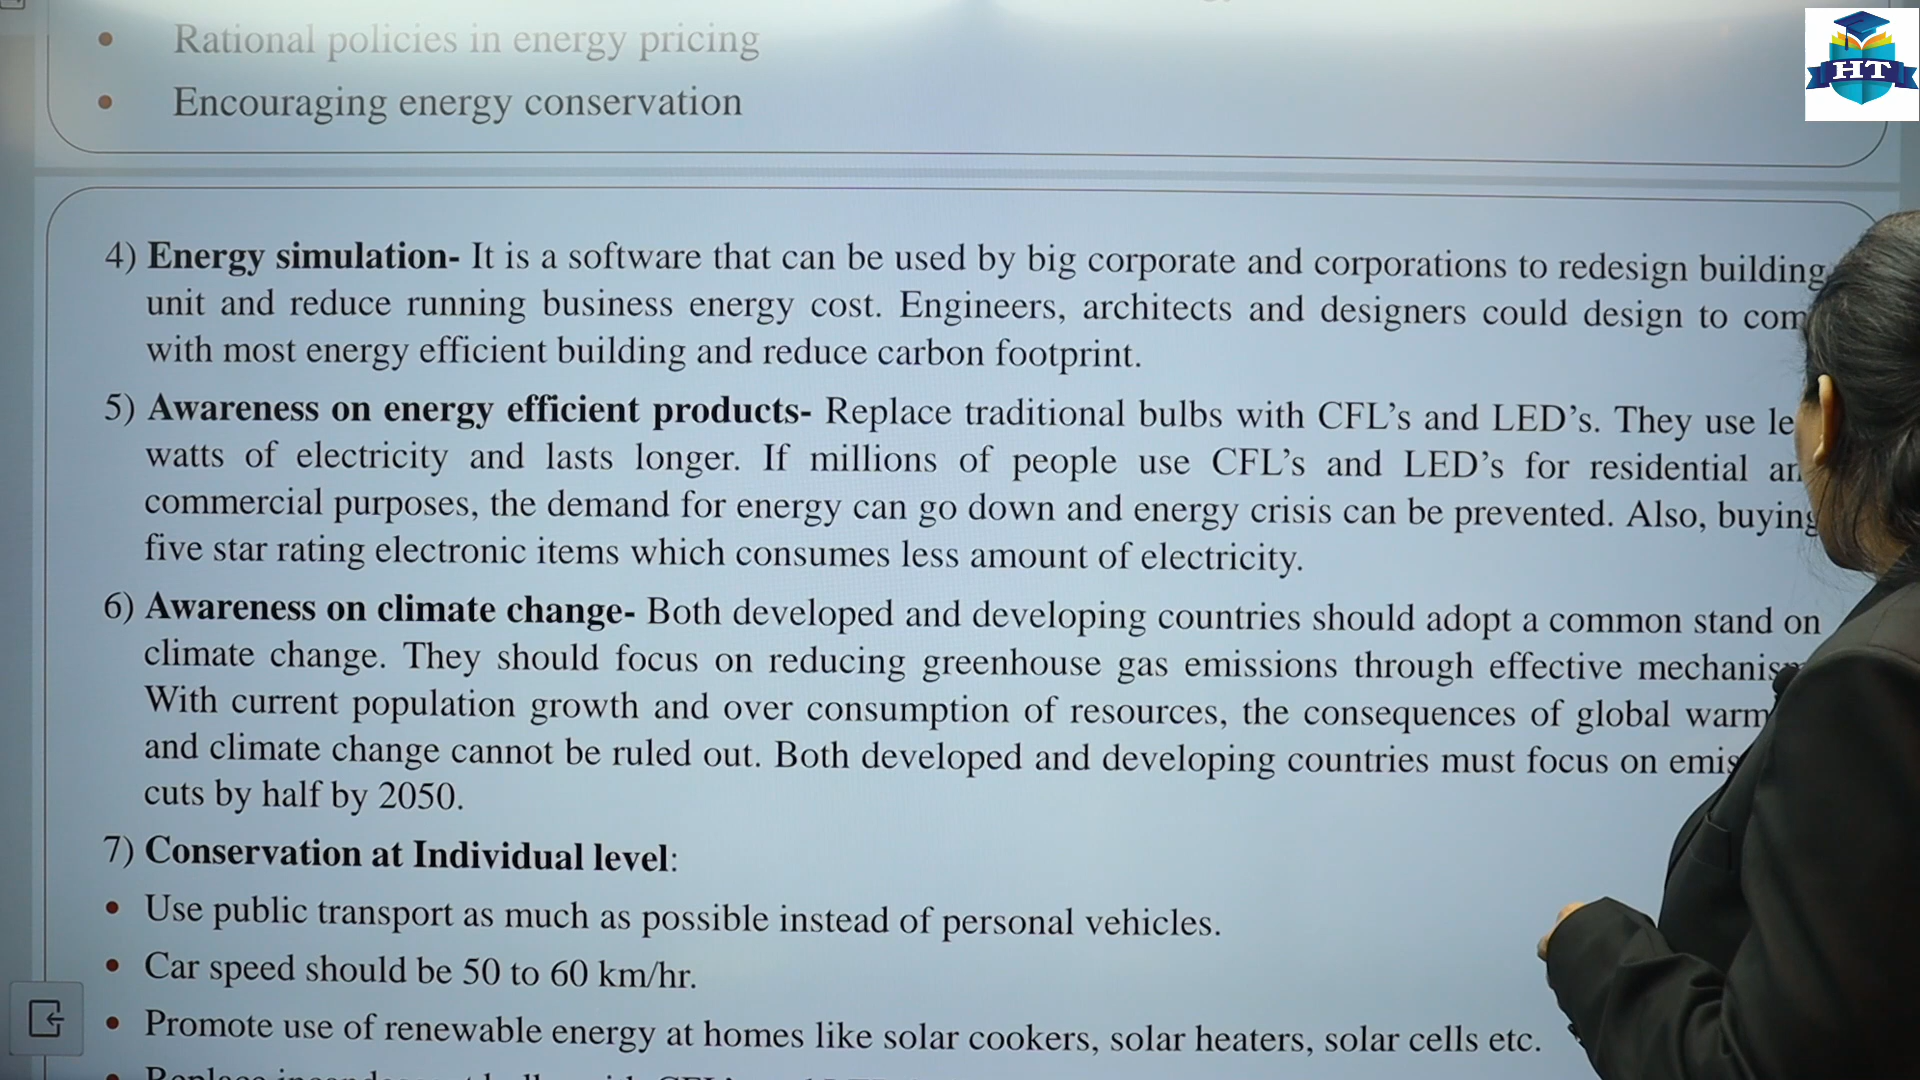 • Rational policies in energy pricing
• Encouraging energy conservation
HT
4) Energy simulation- It is a software that can be used by big corporate and corporations to redesign building
unit and reduce running business energy cost. Engineers, architects and designers could design to com
with most energy efficient building and reduce carbon footprint.
5) Awareness on energy efficient products- Replace traditional bulbs with CFL’s and LED’s. They use le
watts of electricity and lasts longer. If millions of people use CFL’s and LED’s for residential an
commercial purposes, the demand for energy can go down and energy crisis can be prevented. Also, buying
five star rating electronic items which consumes less amount of electricity.
6) Awareness on climate change- Both developed and developing countries should adopt a common stand on
climate change. They should focus on reducing greenhouse gas emissions through effective mechanis
With current population growth and over consumption of resources, the consequences of global warm
and climate change cannot be ruled out. Both developed and developing countries must focus on emis
cuts by half by 2050.
7) Conservation at Individual level:
• Use public transport as much as possible instead of personal vehicles.
• Car speed should be 50 to 60 km/hr.
• Promote use of renewable energy at homes like solar cookers, solar heaters, solar cells etc.